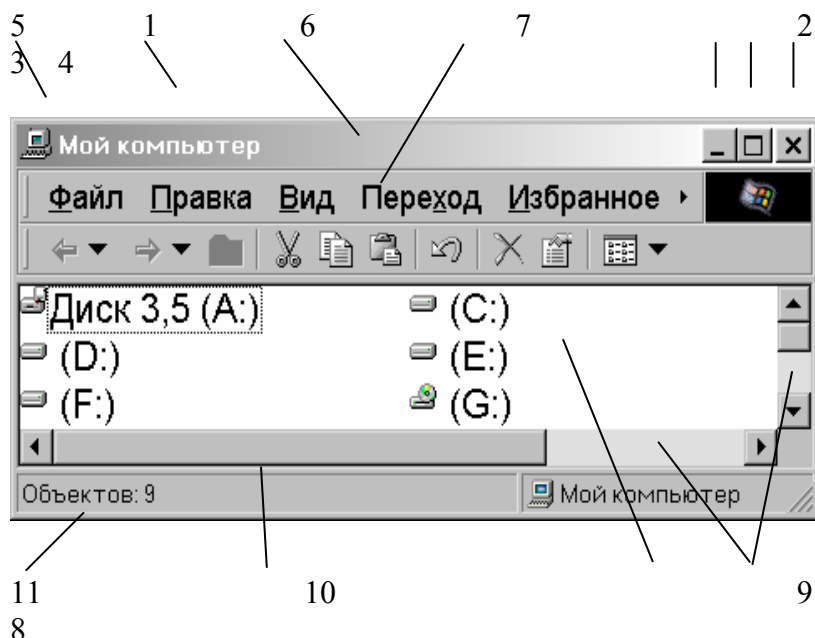 5 1 6 7 2
3 4
Мой компьютер
Файл Правка Вид Переход Избранное
Диск 3,5 (A:) (C:)
(D:) (E:)
(F:) (G:)
Объектов: 9 Мой компьютер
11 10 9
8